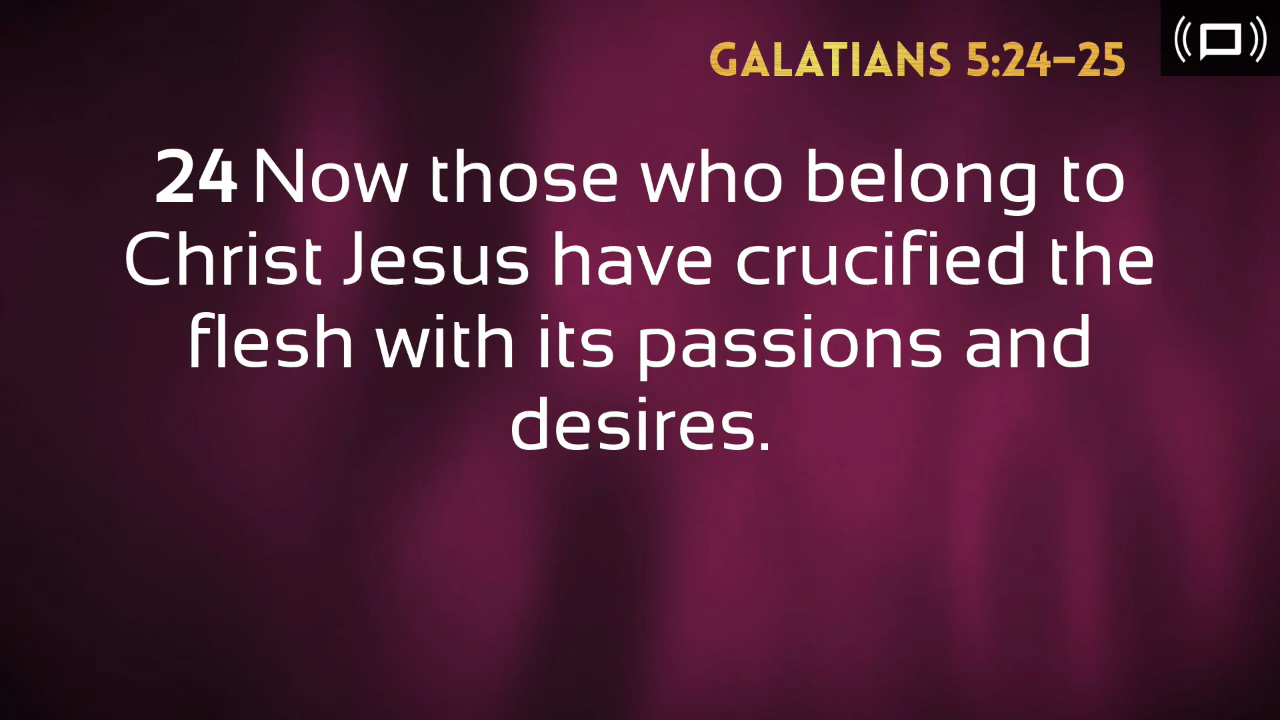 GALATIANS 5:24–25
24 Now those who belong to
Christ Jesus have crucified the
flesh with its passions and
desires.